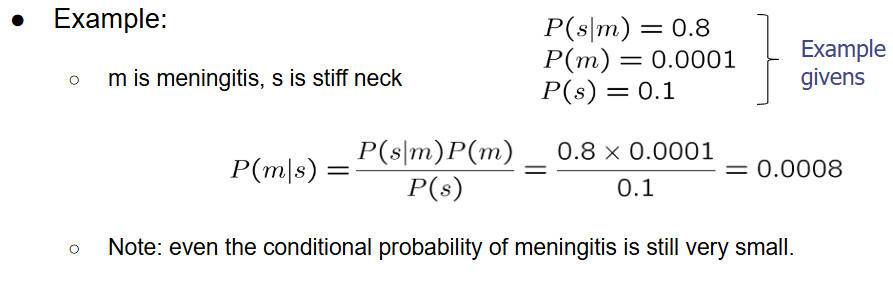 ● Example:
P(s|m) = 0.8
P(m) = 0.0001
P(s) = 0.1
Example
givens
○ m is meningitis, s is stiff neck
P(m|s) = P(s|m)P(m) / P(s) = 0.8 × 0.0001 / 0.1 = 0.0008
○ Note: even the conditional probability of meningitis is still very small.